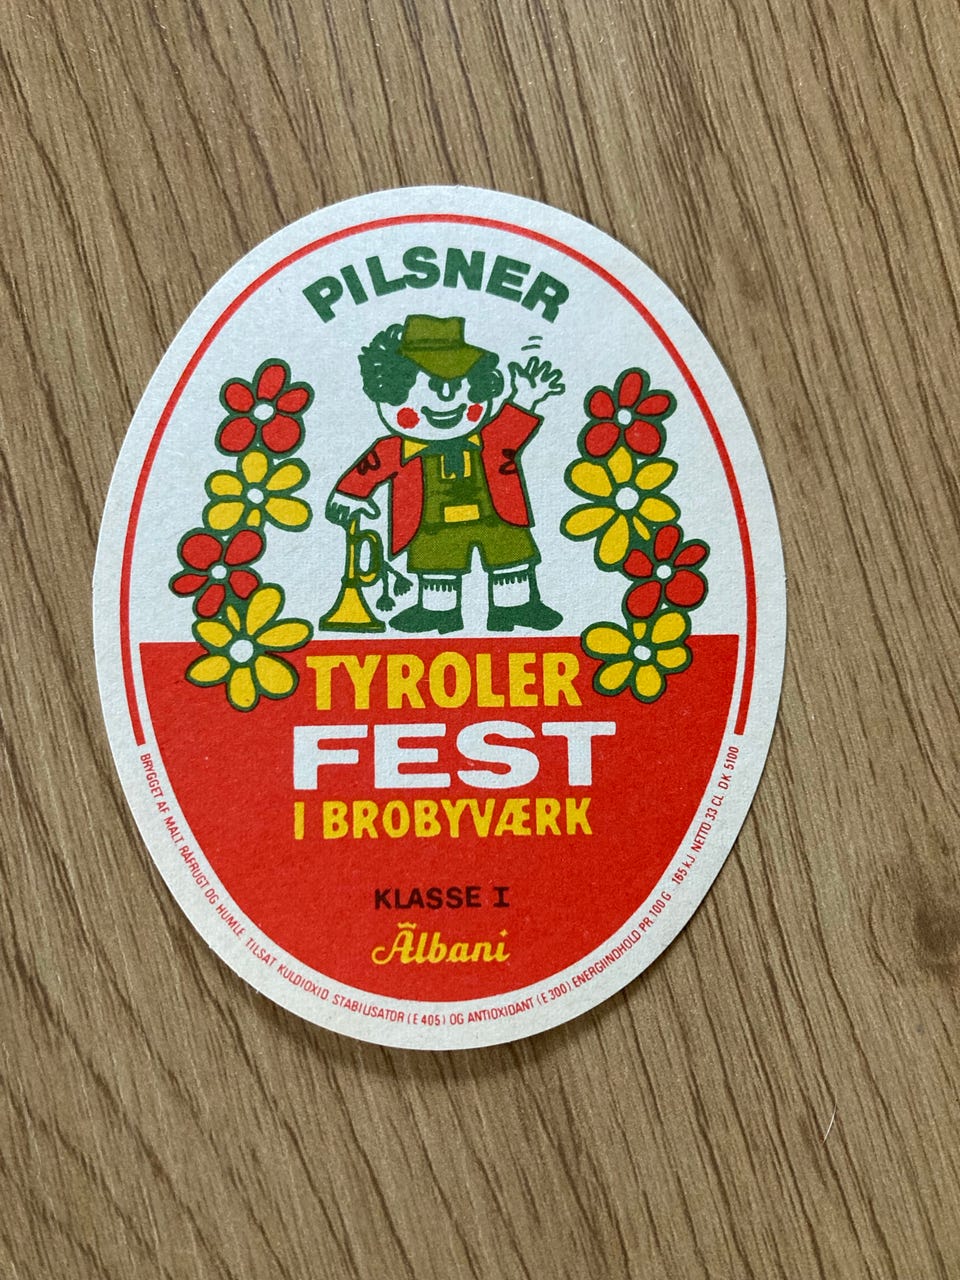 PILSNER
TYROLER
FEST
I BROBYVÆRK
KLASSE I
Ãlbani
BRYGGET AF MALT, RÅFRUGT OG HUMLE. TILSAT KULDIOXID STABILISATOR (E 405) OG ANTIOXIDANT (E 300) ENERGIINDHOLD PR. 100 G 165 kJ NETTO 33 CL. DK 5100